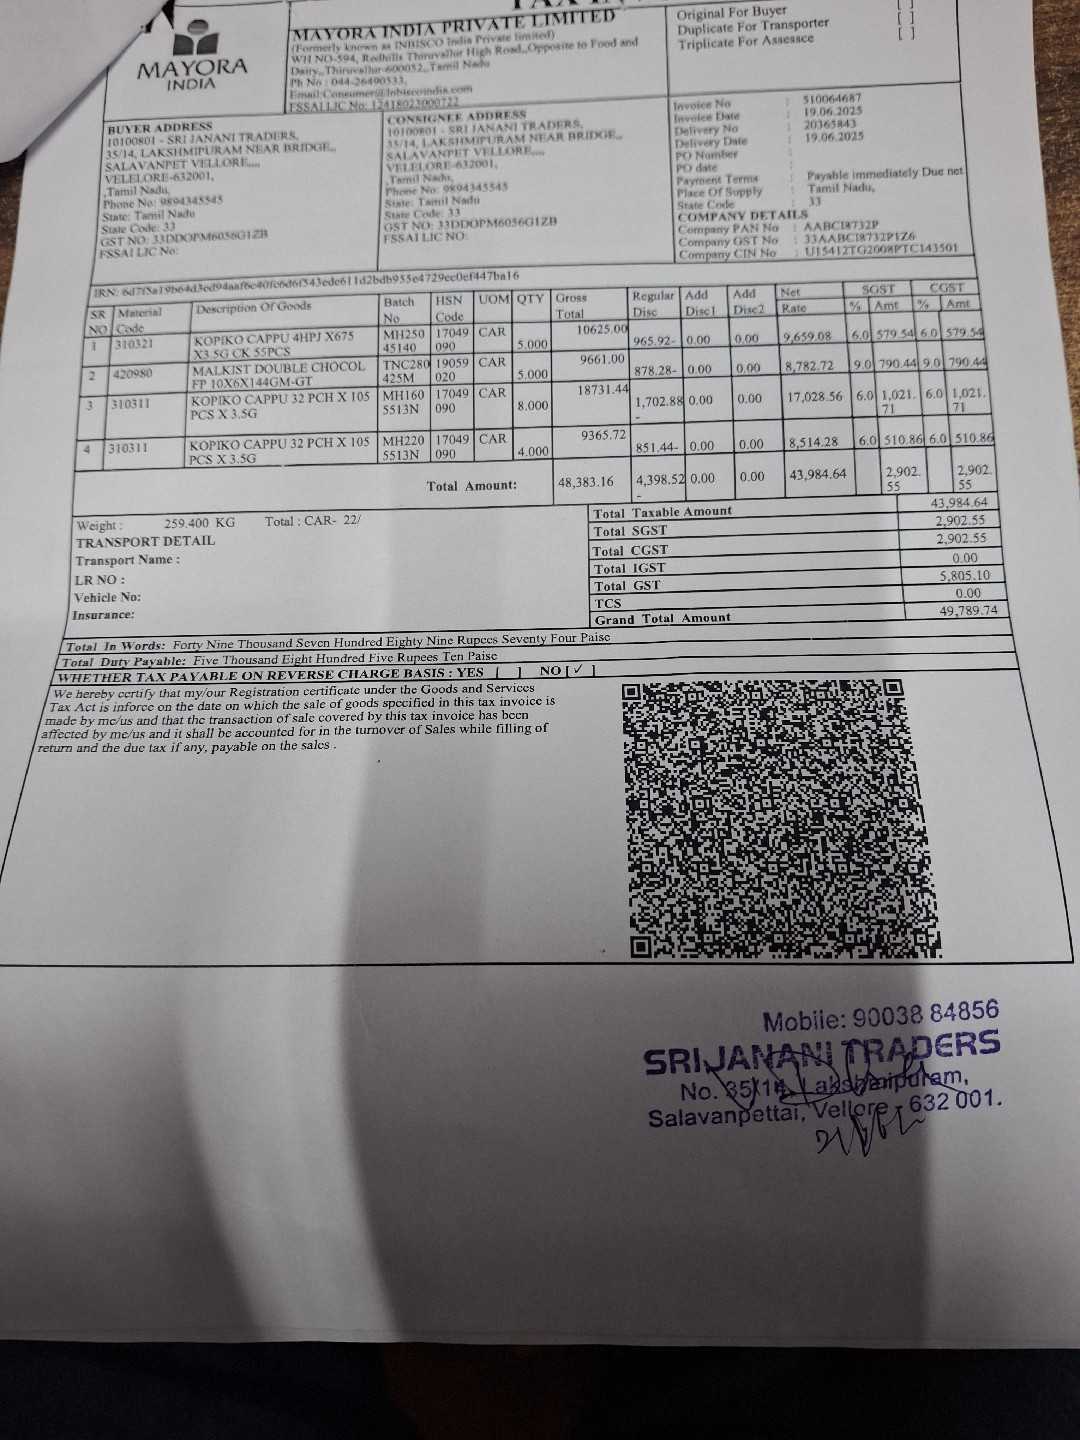 MAYORA
INDIA
MAYORA INDIA PRIVATE LIMITED
(Formerly known as INBISCO India Private limited)
WH NO-594, Redhills Thiruvallur High Road,,Opposite to Food and
Dairy,,Thiruvallur-600052,,Tamil Nadu
Ph No : 044-26490533,
Email:Consumer@Inbiscoindia.com
FSSAI LIC No: 12418023000722
Original For Buyer [ ]
Duplicate For Transporter [ ]
Triplicate For Assesce [ ]
BUYER ADDRESS
10100801 - SRI JANANI TRADERS,
35/14, LAKSHMIPURAM NEAR BRIDGE,,
SALAVANPET VELLORE,,,,
VELELORE-632001,
,Tamil Nadu,
Phone No: 9894345545
State: Tamil Nadu
State Code: 33
GST NO: 33DDOPM6056G1ZB
FSSAI LIC No:
CONSIGNEE ADDRESS
10100801 - SRI JANANI TRADERS,
35/14, LAKSHMIPURAM NEAR BRIDGE,,
SALAVANPET VELLORE,,,,
VELELORE-632001,
,Tamil Nadu,
Phone No: 9894345545
State: Tamil Nadu
State Code: 33
GST NO: 33DDOPM6056G1ZB
FSSAI LIC NO:
Invoice No : 510064687
Invoice Date : 19.06.2025
Delivery No : 20365843
Delivery Date : 19.06.2025
PO Number :
PO date :
Payment Terms : Payable immediately Due net
Place Of Supply : Tamil Nadu,
State Code : 33
COMPANY DETAILS
Company PAN No : AABCI8732P
Company GST No : 33AABCI8732P1Z6
Company CIN No : U15412TG2008PTC143501
IRN: 6d7f5a19b64d3ed94aaf6c40fc6d6f343ede611d2bdb955e4729ec0ef447ba16
SR NO Material Code Description Of Goods Batch No HSN Code UOM QTY Gross Total Regular Disc Add Disc1 Add Disc2 Net Rate SGST % Amt CGST % Amt
1 310321 KOPIKO CAPPU 4HPJ X675 X3.5G CK 55PCS MH250 45140 17049 090 CAR 5.000 10625.00 965.92- 0.00 0.00 9,659.08 6.0 579.54 6.0 579.54
2 420980 MALKIST DOUBLE CHOCOL FP 10X6X144GM-GT TNC280 425M 19059 020 CAR 5.000 9661.00 878.28- 0.00 0.00 8,782.72 9.0 790.44 9.0 790.44
3 310311 KOPIKO CAPPU 32 PCH X 105 PCS X 3.5G MH160 5513N 17049 090 CAR 8.000 18731.44 1,702.88 - 0.00 0.00 17,028.56 6.0 1,021. 71 6.0 1,021. 71
4 310311 KOPIKO CAPPU 32 PCH X 105 PCS X 3.5G MH220 5513N 17049 090 CAR 4.000 9365.72 851.44- 0.00 0.00 8,514.28 6.0 510.86 6.0 510.86
Total Amount: 48,383.16 4,398.52 - 0.00 0.00 43,984.64 2,902. 55 2,902. 55
Weight : 259.400 KG Total : CAR- 22/
TRANSPORT DETAIL
Transport Name :
LR NO :
Vehicle No:
Insurance:
Total Taxable Amount 43,984.64
Total SGST 2,902.55
Total CGST 2,902.55
Total IGST 0.00
Total GST 5,805.10
TCS 0.00
Grand Total Amount 49,789.74
Total In Words: Forty Nine Thousand Seven Hundred Eighty Nine Rupees Seventy Four Paise
Total Duty Payable: Five Thousand Eight Hundred Five Rupees Ten Paise
WHETHER TAX PAYABLE ON REVERSE CHARGE BASIS : YES [ ] NO [✓ ]
We hereby certify that my/our Registration certificate under the Goods and Services
Tax Act is inforce on the date on which the sale of goods specified in this tax invoice is
made by me/us and that the transaction of sale covered by this tax invoice has been
affected by me/us and it shall be accounted for in the turnover of Sales while filling of
return and the due tax if any, payable on the sales .
Mobile: 90038 84856
SRI JANANI TRADERS
No. 35/14, Lakshmipuram,
Salavanpettai, Vellore - 632 001.